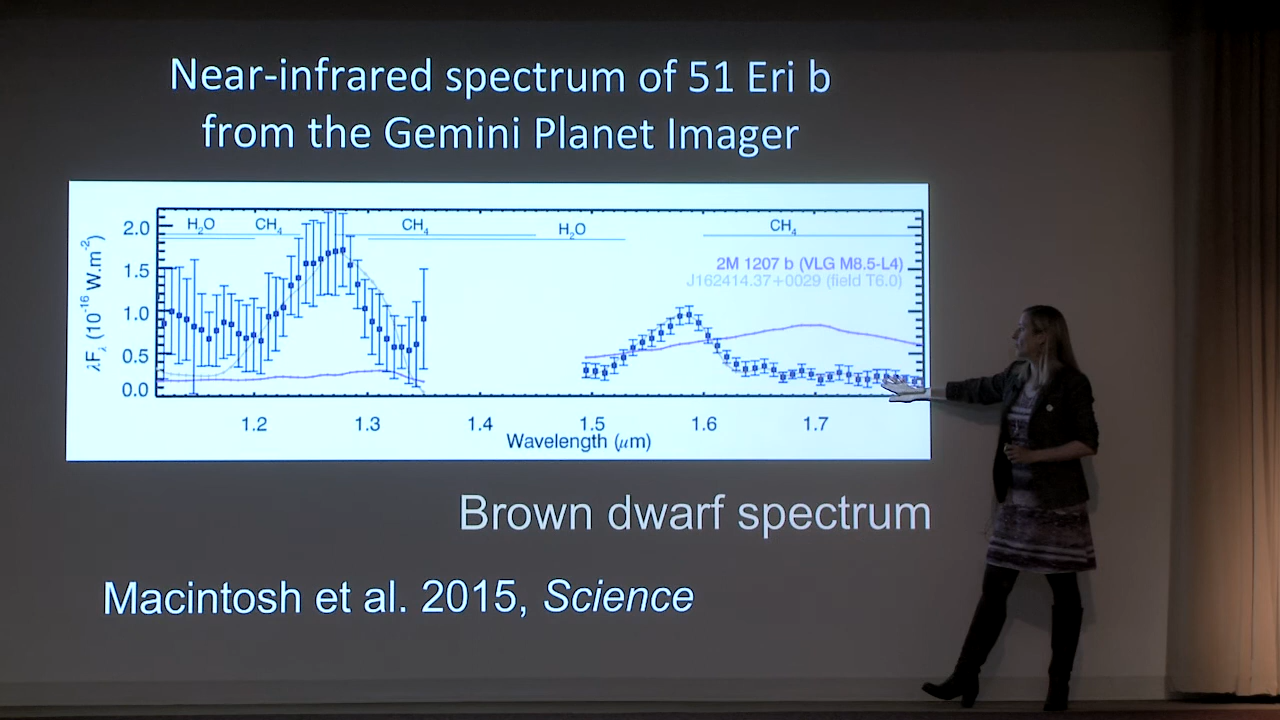 Near-infrared spectrum of 51 Eri b
from the Gemini Planet Imager
H₂O CH₄ CH₄ H₂O CH₄
2M 1207 b (VLG M8.5-L4)
J162414.37+0029 (field T6.0)
λFλ (10⁻¹⁶ W.m⁻²)
2.0
1.5
1.0
0.5
0.0
1.2 1.3 1.4 1.5 1.6 1.7
Wavelength (μm)
Brown dwarf spectrum
Macintosh et al. 2015, Science